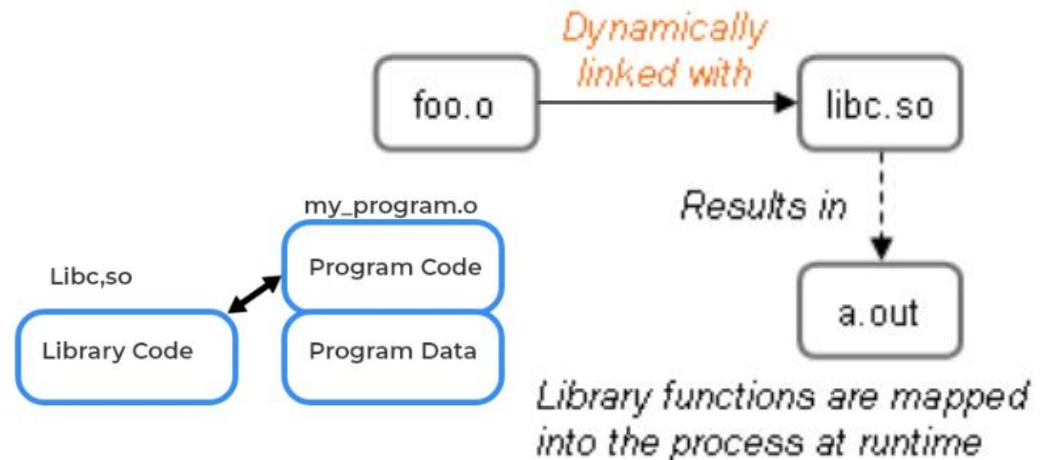 Dynamically
linked with
foo.o
libc.so
Results in
a.out
Library functions are mapped
into the process at runtime
my_program.o
Program Code
Program Data
Libc,so
Library Code